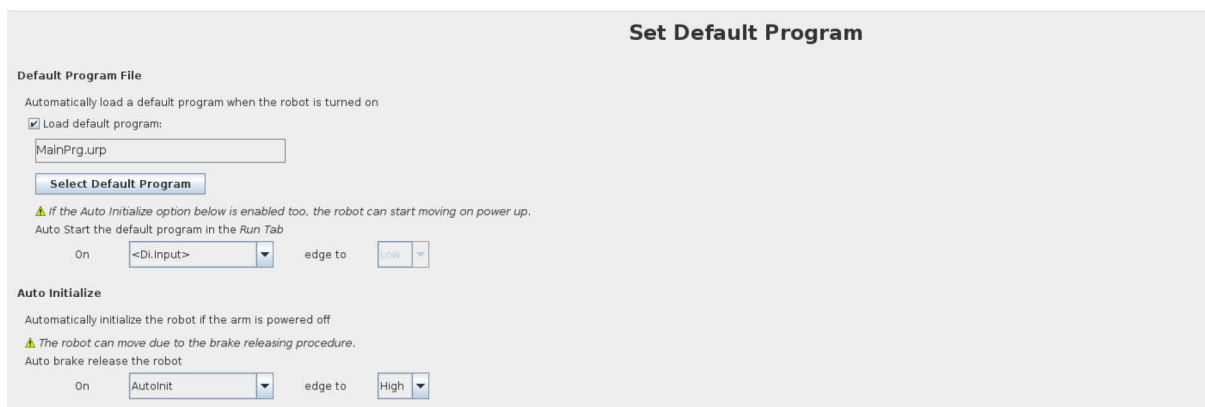 Set Default Program
Default Program File
Automatically load a default program when the robot is turned on
Load default program:
MainPrg.urp
Select Default Program
If the Auto Initialize option below is enabled too, the robot can start moving on power up.
Auto Start the default program in the Run Tab
On <Di.Input> edge to Low
Auto Initialize
Automatically initialize the robot if the arm is powered off
The robot can move due to the brake releasing procedure.
Auto brake release the robot
On AutoInit edge to High